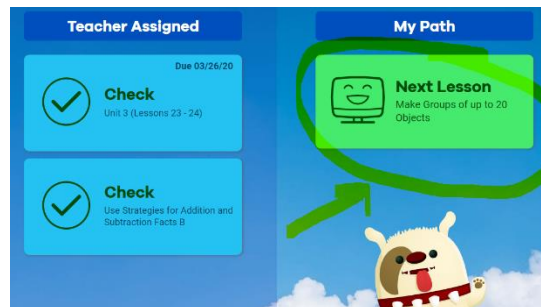 Teacher Assigned
Due 03/26/20
Check
Unit 3 (Lessons 23 - 24)
Check
Use Strategies for Addition and
Subtraction Facts B
My Path
Next Lesson
Make Groups of up to 20
Objects